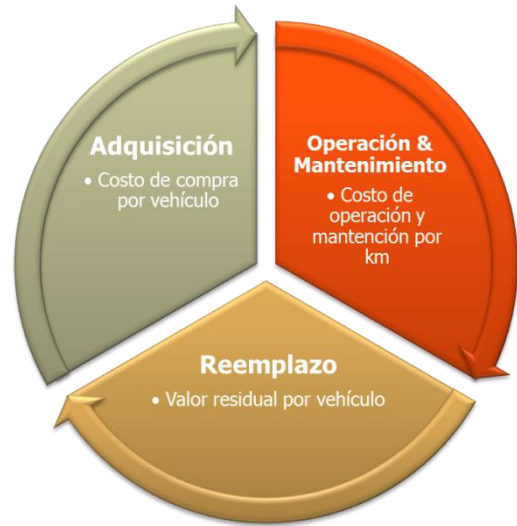 Adquisición
• Costo de compra
por vehículo
Operación &
Mantenimiento
• Costo de
operación y
mantención por
km
Reemplazo
• Valor residual por vehículo